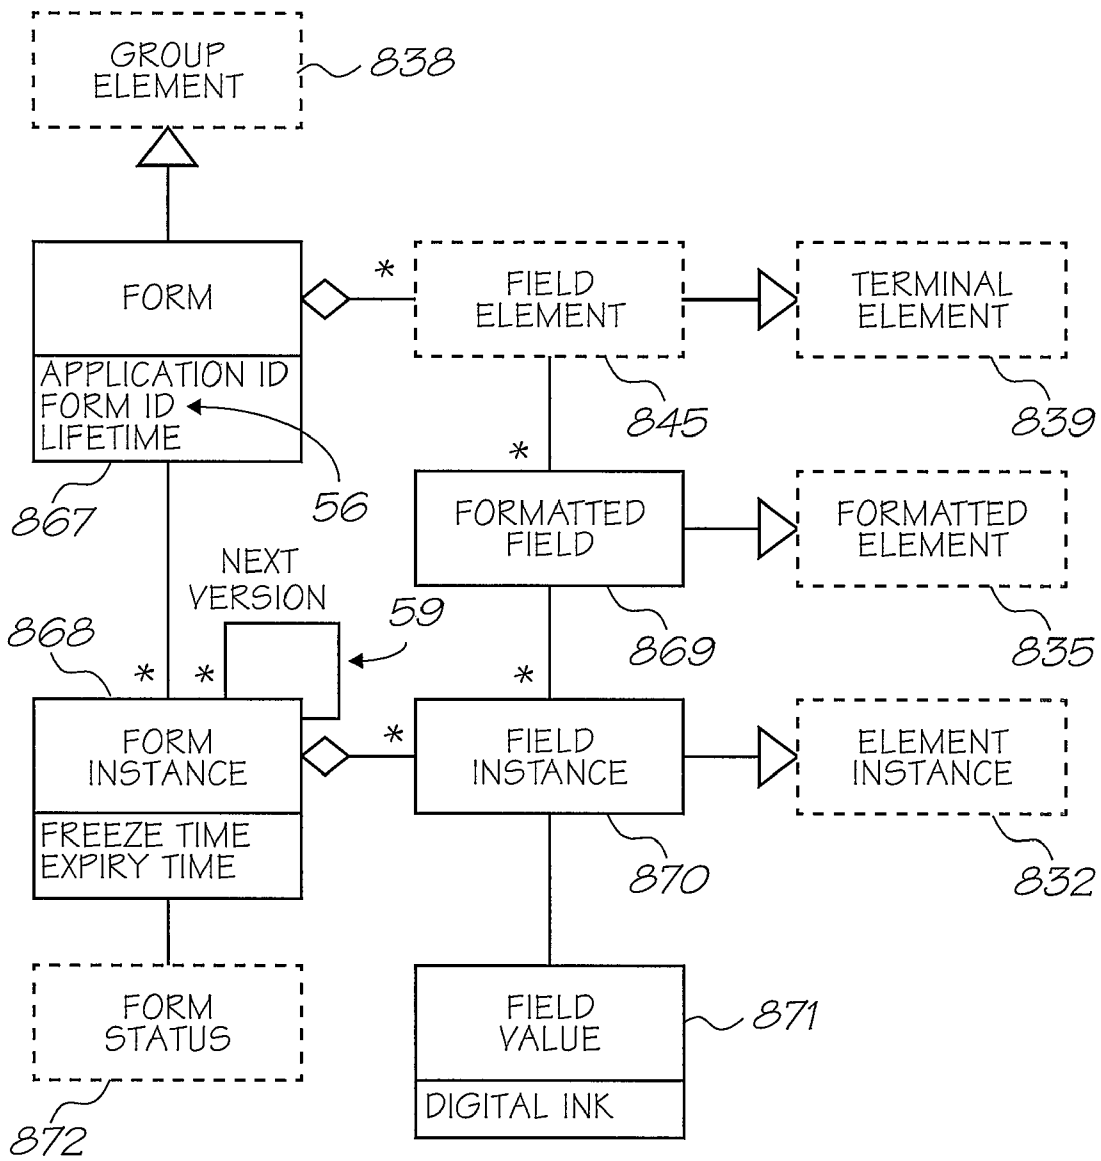 GROUP
ELEMENT
838
FORM
*
FIELD
ELEMENT
TERMINAL
ELEMENT
APPLICATION ID
FORM ID
LIFETIME
845
839
867
56
*
FORMATTED
FIELD
FORMATTED
ELEMENT
NEXT
VERSION
59
868
869
835
*
*
*
FORM
INSTANCE
*
FIELD
INSTANCE
ELEMENT
INSTANCE
FREEZE TIME
EXPIRY TIME
870
832
FORM
STATUS
FIELD
VALUE
871
DIGITAL INK
872